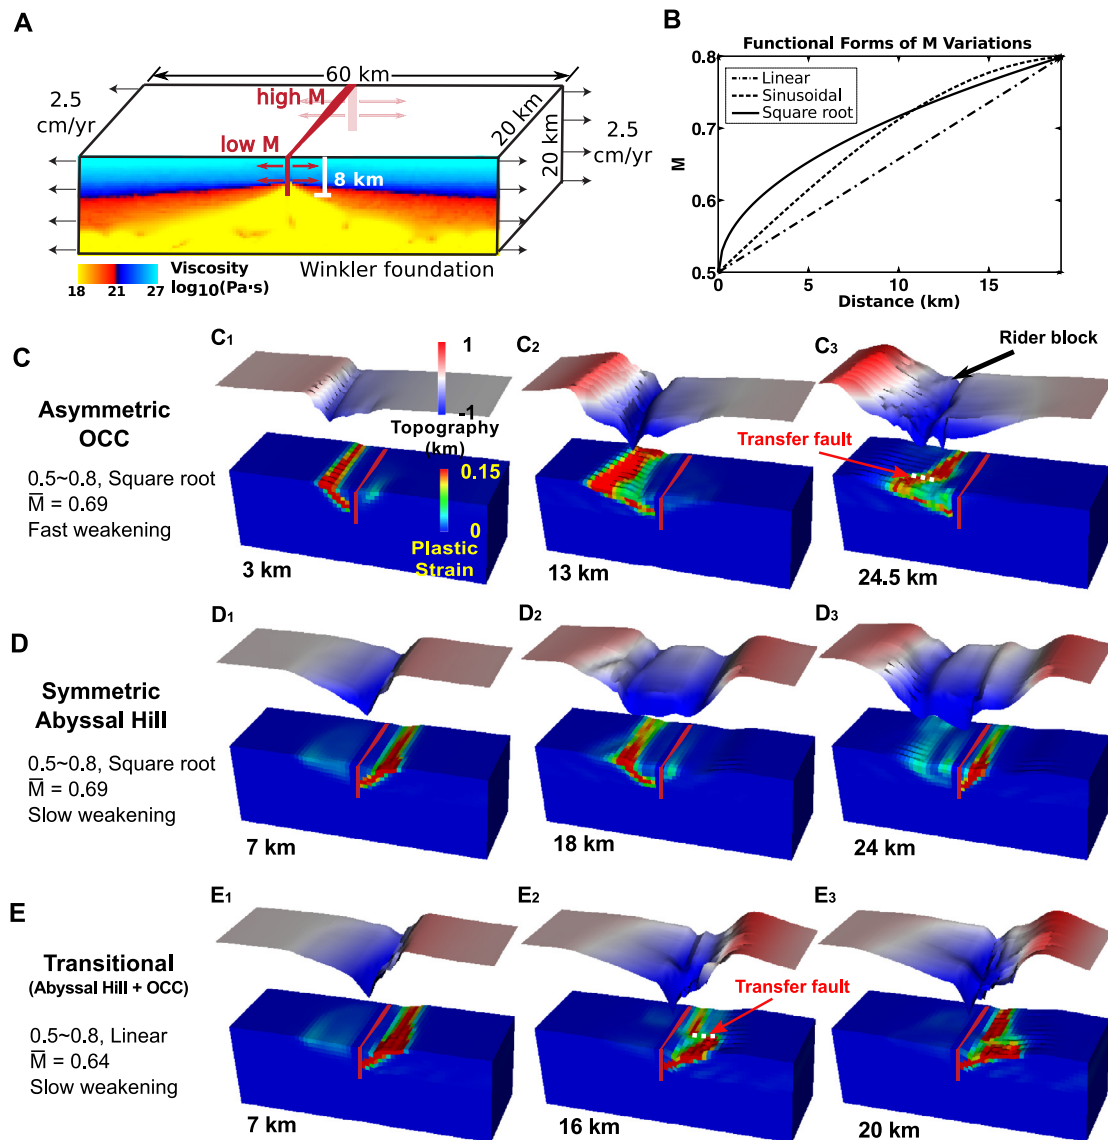 A
60 km
2.5
cm/yr
high M
low M
8 km
20 km
20 km
2.5
cm/yr
Viscosity
log10(Pa·s)
18 21 27
Winkler foundation
B
Functional Forms of M Variations
Linear
Sinusoidal
Square root
M
0.8
0.7
0.6
0.5
0 5 10 15
Distance (km)
C
Asymmetric
OCC
0.5~0.8, Square root
M̅ = 0.69
Fast weakening
C1
1
-1
Topography
(km)
0.15
0
Plastic
Strain
3 km
C2
13 km
C3
Rider block
Transfer fault
24.5 km
D
Symmetric
Abyssal Hill
0.5~0.8, Square root
M̅ = 0.69
Slow weakening
D1
7 km
D2
18 km
D3
24 km
E
Transitional
(Abyssal Hill + OCC)
0.5~0.8, Linear
M̅ = 0.64
Slow weakening
E1
7 km
E2
Transfer fault
16 km
E3
20 km